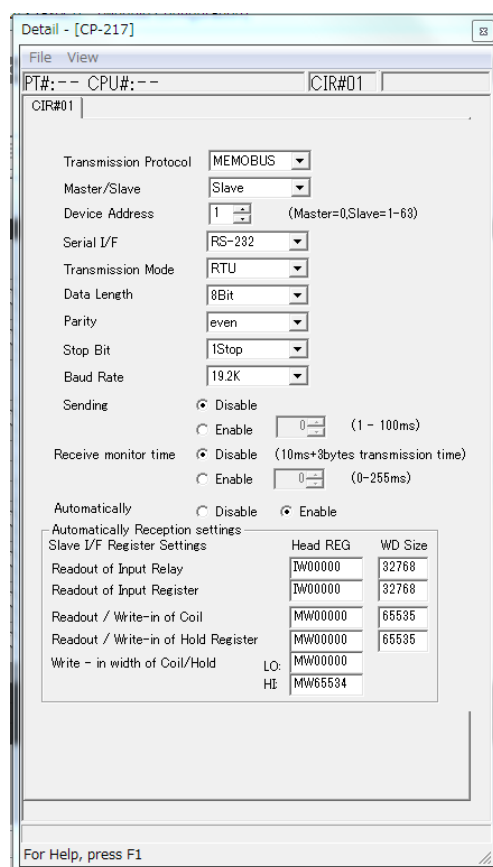 Detail - [CP-217]
File View
PT#:-- CPU#:-- CIR#01
CIR#01
Transmission Protocol MEMOBUS
Master/Slave Slave
Device Address 1 (Master=0,Slave=1-63)
Serial I/F RS-232
Transmission Mode RTU
Data Length 8Bit
Parity even
Stop Bit 1Stop
Baud Rate 19.2K
Sending Disable
Enable 0 (1 - 100ms)
Receive monitor time Disable (10ms+3bytes transmission time)
Enable 0 (0-255ms)
Automatically Disable Enable
Automatically Reception settings
Slave I/F Register Settings Head REG WD Size
Readout of Input Relay IW00000 32768
Readout of Input Register IW00000 32768
Readout / Write-in of Coil MW00000 65535
Readout / Write-in of Hold Register MW00000 65535
Write - in width of Coil/Hold LO: MW00000
HI: MW65534
For Help, press F1